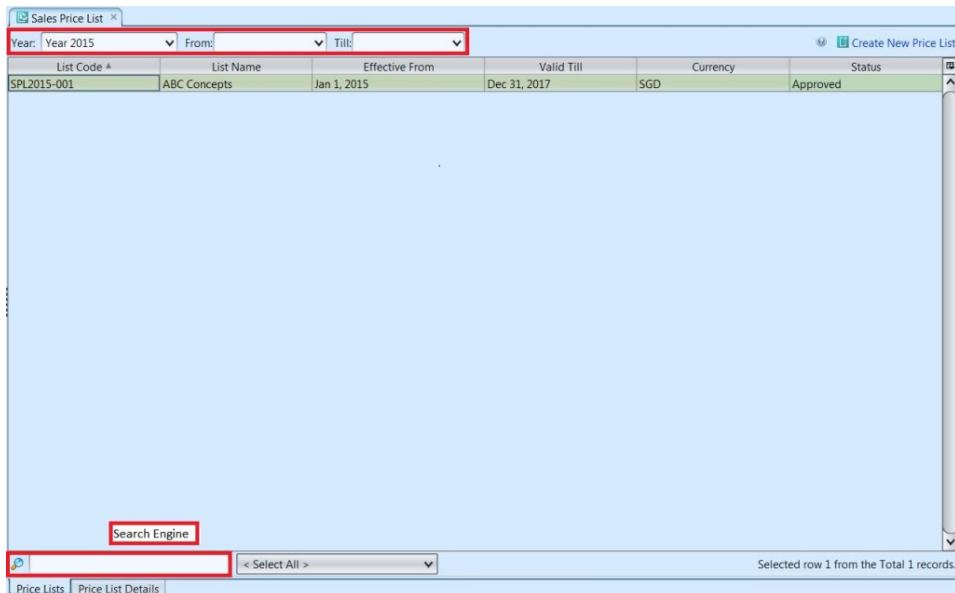 Sales Price List
Year: Year 2015 From: Till: Create New Price List
List Code List Name Effective From Valid Till Currency Status
SPL2015-001 ABC Concepts Jan 1, 2015 Dec 31, 2017 SGD Approved
Search Engine
< Select All > Selected row 1 from the Total 1 records.
Price Lists Price List Details